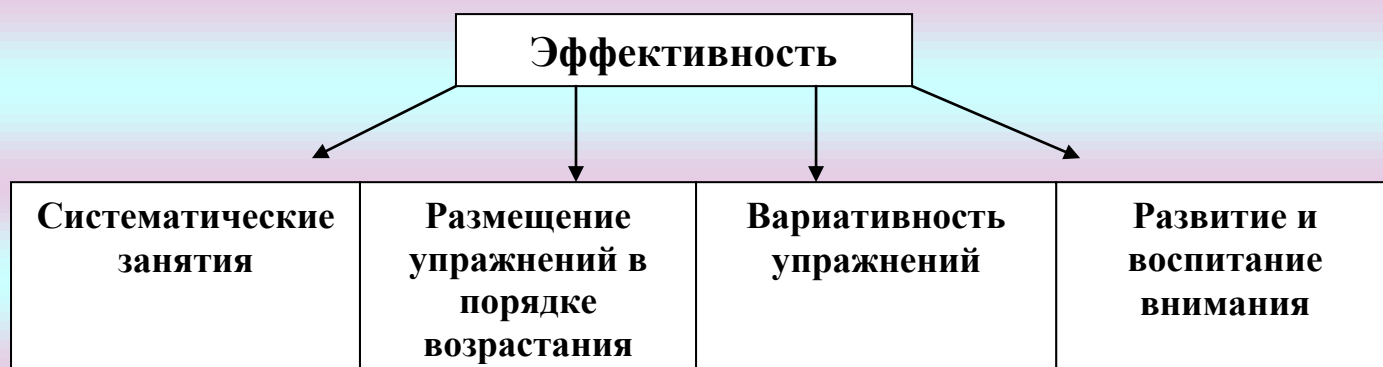 Эффективность
Систематические
занятия
Размещение
упражнений в
порядке
возрастания
Вариативность
упражнений
Развитие и
воспитание
внимания